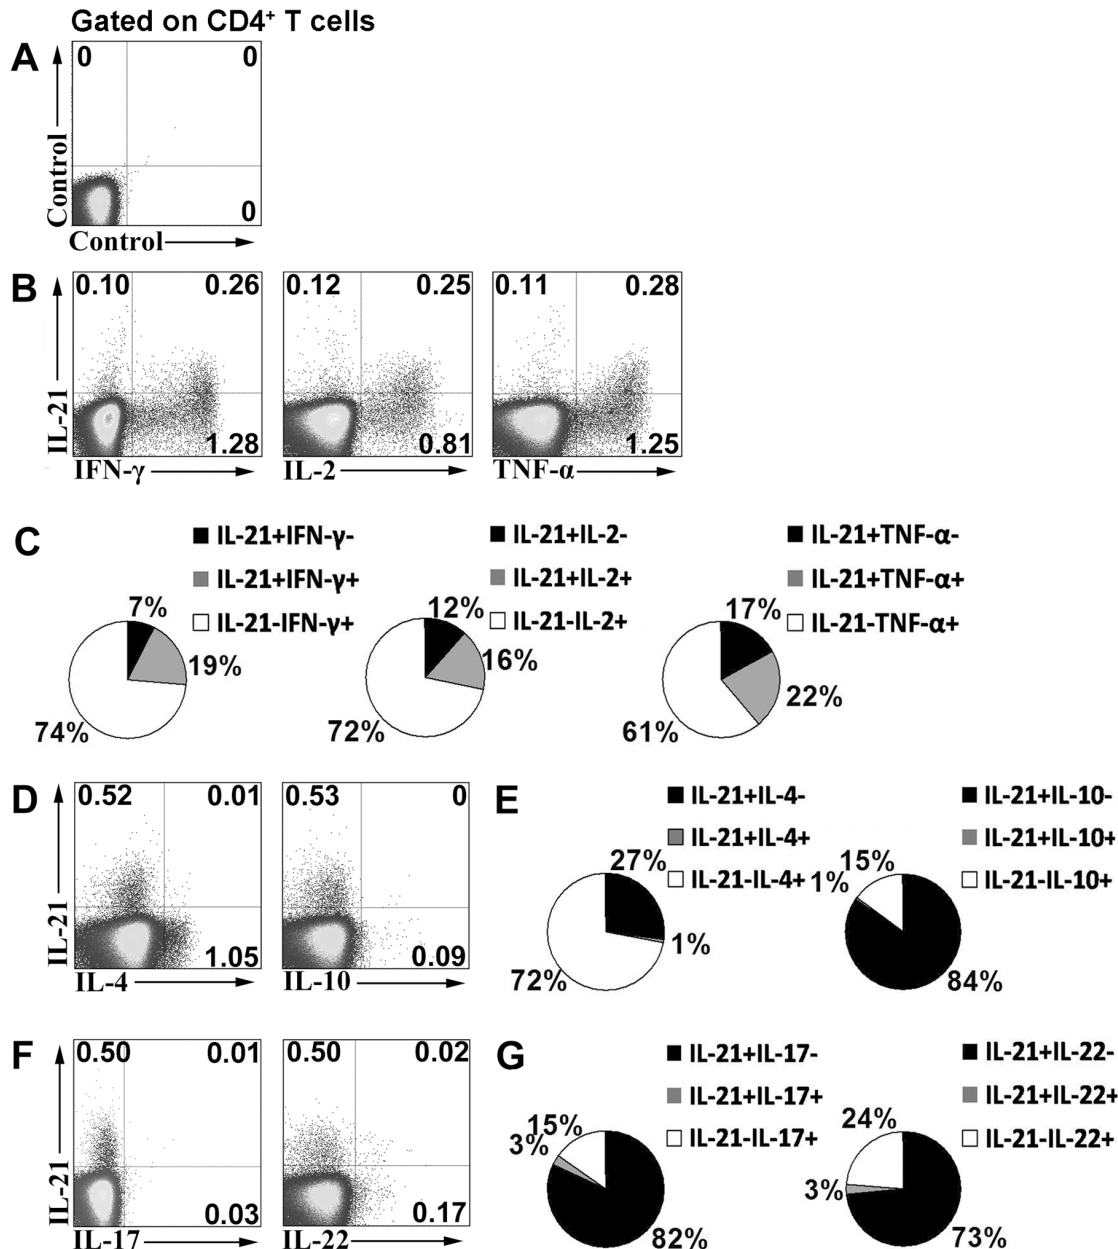 Gated on CD4⁺ T cells
A
0 0
Control
0
Control
B
0.10 0.26
0.12 0.25
0.11 0.28
IL-21
1.28
0.81
1.25
IFN-γ
IL-2
TNF-α
C
IL-21+IFN-γ-
IL-21+IFN-γ+
IL-21-IFN-γ+
7%
19%
74%
IL-21+IL-2-
IL-21+IL-2+
IL-21-IL-2+
12%
16%
72%
IL-21+TNF-α-
IL-21+TNF-α+
IL-21-TNF-α+
17%
22%
61%
D
0.52 0.01
0.53 0
IL-21
1.05
0.09
IL-4
IL-10
E
IL-21+IL-4-
IL-21+IL-4+
IL-21-IL-4+
27%
1%
72%
IL-21+IL-10-
IL-21+IL-10+
IL-21-IL-10+
15%
1%
84%
F
0.50 0.01
0.50 0.02
IL-21
0.03
0.17
IL-17
IL-22
G
IL-21+IL-17-
IL-21+IL-17+
IL-21-IL-17+
15%
3%
82%
IL-21+IL-22-
IL-21+IL-22+
IL-21-IL-22+
24%
3%
73%